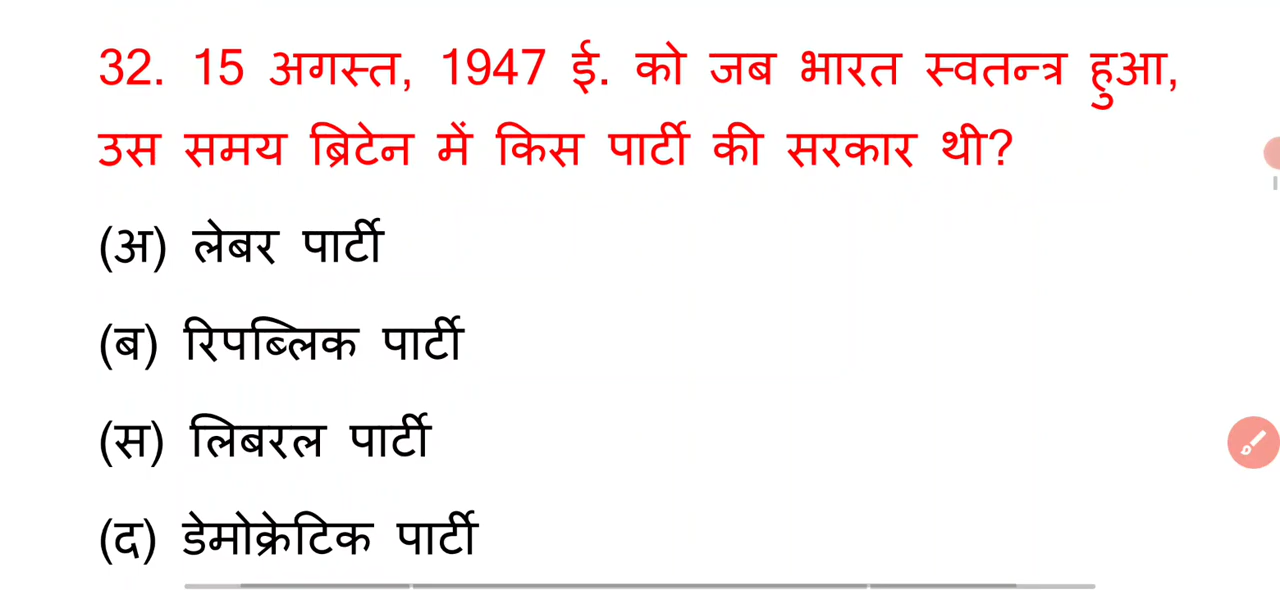 32. 15 अगस्त, 1947 ई. को जब भारत स्वतन्त्र हुआ,
उस समय ब्रिटेन में किस पार्टी की सरकार थी?
(अ) लेबर पार्टी
(ब) रिपब्लिक पार्टी
(स) लिबरल पार्टी
(द) डेमोक्रेटिक पार्टी